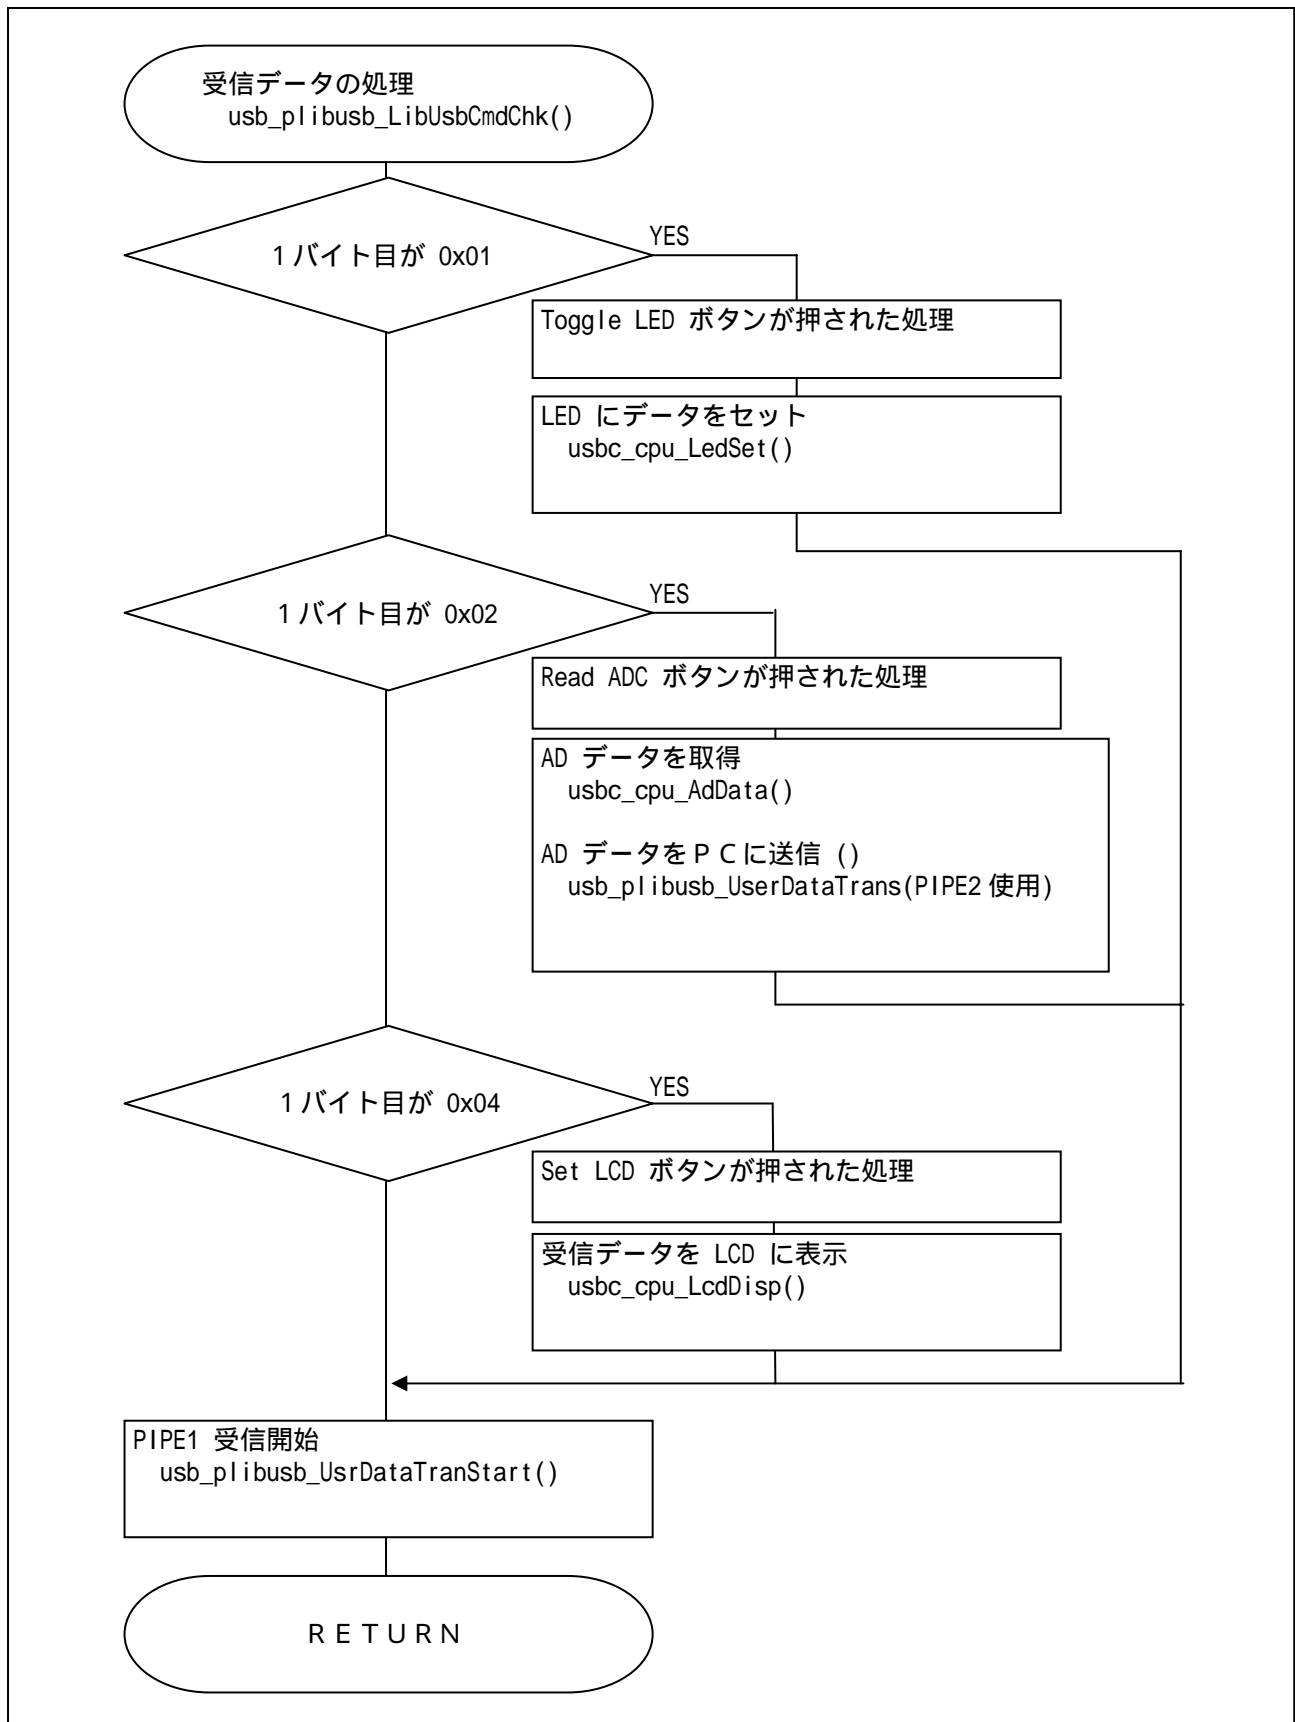 受信データの処理
usb_plibusb_LibUsbCmdChk()
1バイト目が 0x01
YES
Toggle LED ボタンが押された処理
LED にデータをセット
usbc_cpu_LedSet()
1バイト目が 0x02
YES
Read ADC ボタンが押された処理
AD データを取得
usbc_cpu_AdData()
AD データをＰＣに送信 ()
usb_plibusb_UserDataTrans(PIPE2 使用)
1バイト目が 0x04
YES
Set LCD ボタンが押された処理
受信データを LCD に表示
usbc_cpu_LcdDisp()
PIPE1 受信開始
usb_plibusb_UsrDataTranStart()
ＲＥＴＵＲＮ